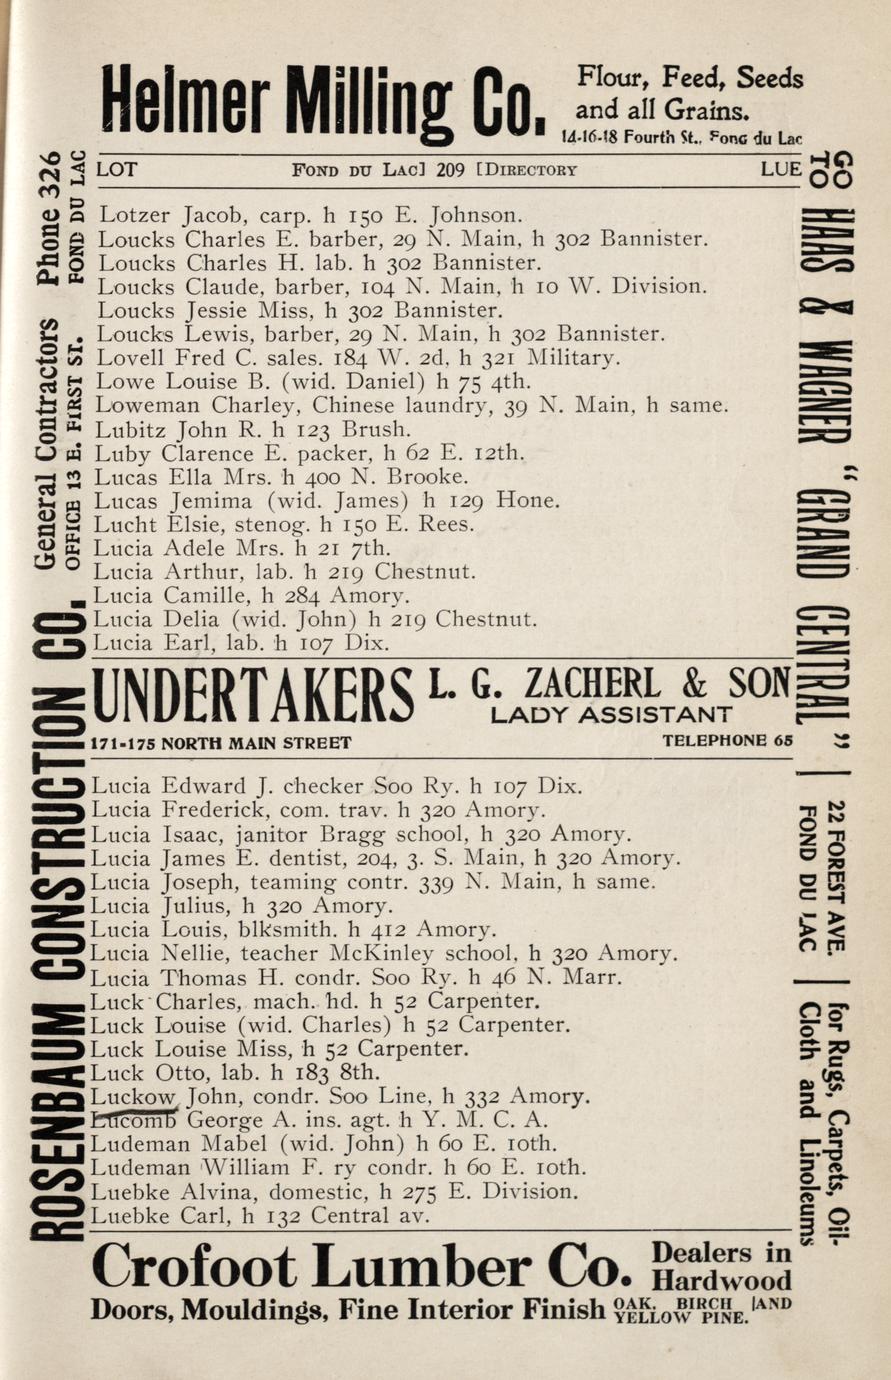 Helmer Milling Co.
Flour, Feed, Seeds
and all Grains.
14-16-18 Fourth St., Fond du Lac
LOT FOND DU LAC] 209 [DIRECTORY LUE
Lotzer Jacob, carp. h 150 E. Johnson.
Loucks Charles E. barber, 29 N. Main, h 302 Bannister.
Loucks Charles H. lab. h 302 Bannister.
Loucks Claude, barber, 104 N. Main, h 10 W. Division.
Loucks Jessie Miss, h 302 Bannister.
Loucks Lewis, barber, 29 N. Main, h 302 Bannister.
Lovell Fred C. sales. 184 W. 2d, h 321 Military.
Lowe Louise B. (wid. Daniel) h 75 4th.
Loweman Charley, Chinese laundry, 39 N. Main, h same.
Lubitz John R. h 123 Brush.
Luby Clarence E. packer, h 62 E. 12th.
Lucas Ella Mrs. h 400 N. Brooke.
Lucas Jemima (wid. James) h 129 Hone.
Lucht Elsie, stenog. h 150 E. Rees.
Lucia Adele Mrs. h 21 7th.
Lucia Arthur, lab. h 219 Chestnut.
Lucia Camille, h 284 Amory.
Lucia Delia (wid. John) h 219 Chestnut.
Lucia Earl, lab. h 107 Dix.
UNDERTAKERS L. G. ZACHERL & SON
LADY ASSISTANT
171-175 NORTH MAIN STREET TELEPHONE 65
Lucia Edward J. checker Soo Ry. h 107 Dix.
Lucia Frederick, com. trav. h 320 Amory.
Lucia Isaac, janitor Bragg school, h 320 Amory.
Lucia James E. dentist, 204, 3. S. Main, h 320 Amory.
Lucia Joseph, teaming contr. 339 N. Main, h same.
Lucia Julius, h 320 Amory.
Lucia Louis, blksmith. h 412 Amory.
Lucia Nellie, teacher McKinley school, h 320 Amory.
Lucia Thomas H. condr. Soo Ry. h 46 N. Marr.
Luck Charles, mach. hd. h 52 Carpenter.
Luck Louise (wid. Charles) h 52 Carpenter.
Luck Louise Miss, h 52 Carpenter.
Luck Otto, lab. h 183 8th.
Luckow John, condr. Soo Line, h 332 Amory.
Lucomb George A. ins. agt. h Y. M. C. A.
Ludeman Mabel (wid. John) h 60 E. 10th.
Ludeman William F. ry condr. h 60 E. 10th.
Luebke Alvina, domestic, h 275 E. Division.
Luebke Carl, h 132 Central av.
Crofoot Lumber Co. Dealers in
Hardwood
Doors, Mouldings, Fine Interior Finish OAK, BIRCH AND
YELLOW PINE.
ROSENBAUM CONSTRUCTION CO. General Contractors Phone 326
OFFICE 13 E. FIRST ST. FOND DU LAC
GO
TO HAAS & WAGNER "GRAND CENTRAL"
22 FOREST AVE.
FOND DU LAC
for Rugs, Carpets, Oil-
Cloth and Linoleums